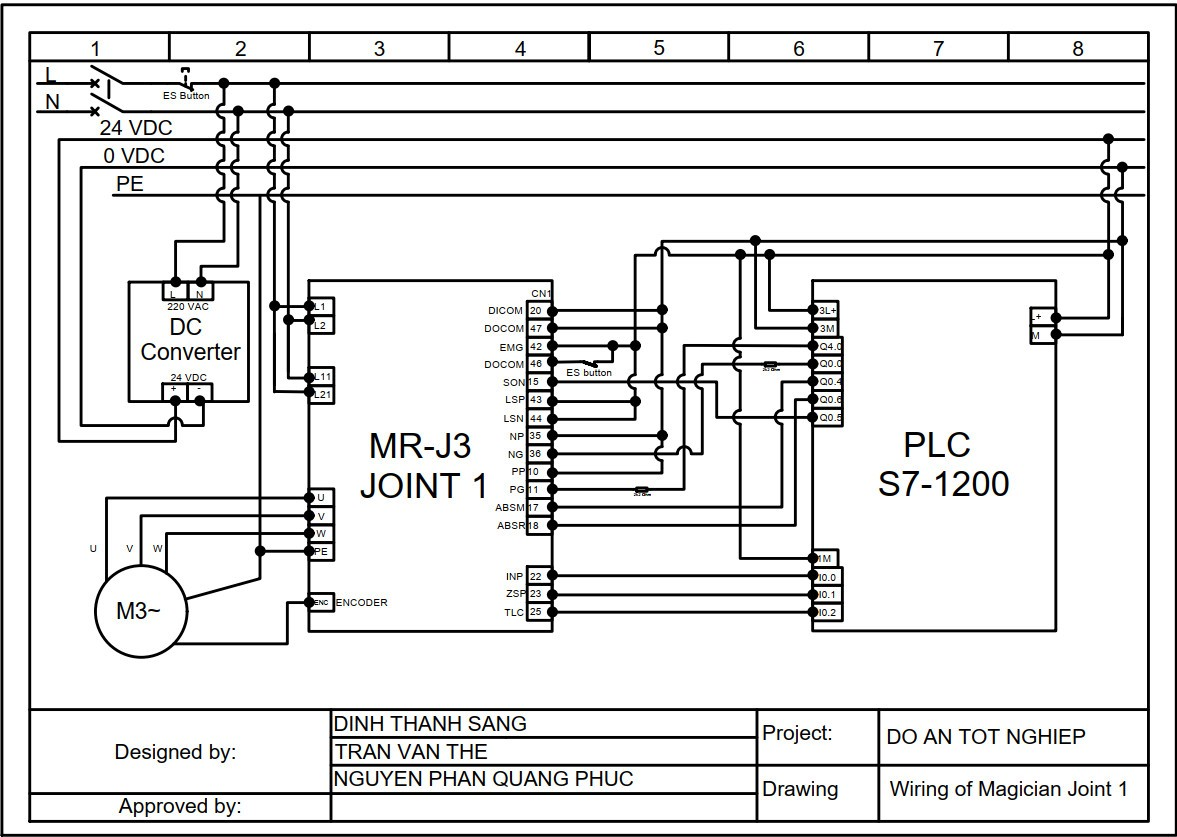 1 2 3 4 5 6 7 8
L
ES Button
N
24 VDC
0 VDC
PE
L N
220 VAC
DC
Converter
24 VDC
+ -
L1
L2
L11
L21
MR-J3
JOINT 1
U
V
W
PE
U V W
M3~
ENC ENCODER
CN1
DICOM 20
DOCOM 47
EMG 42
DOCOM 46
ES button
SON 15
LSP 43
LSN 44
NP 35
NG 36
PP 10
PG 11
ABSM 17
ABSR 18
INP 22
ZSP 23
TLC 25
3L+
3M
Q4.0
Q0.0
Q0.4
Q0.6
Q0.5
L+
M
PLC
S7-1200
1M
I0.0
I0.1
I0.2
Designed by:
DINH THANH SANG
TRAN VAN THE
NGUYEN PHAN QUANG PHUC
Approved by:
Project:
DO AN TOT NGHIEP
Drawing
Wiring of Magician Joint 1